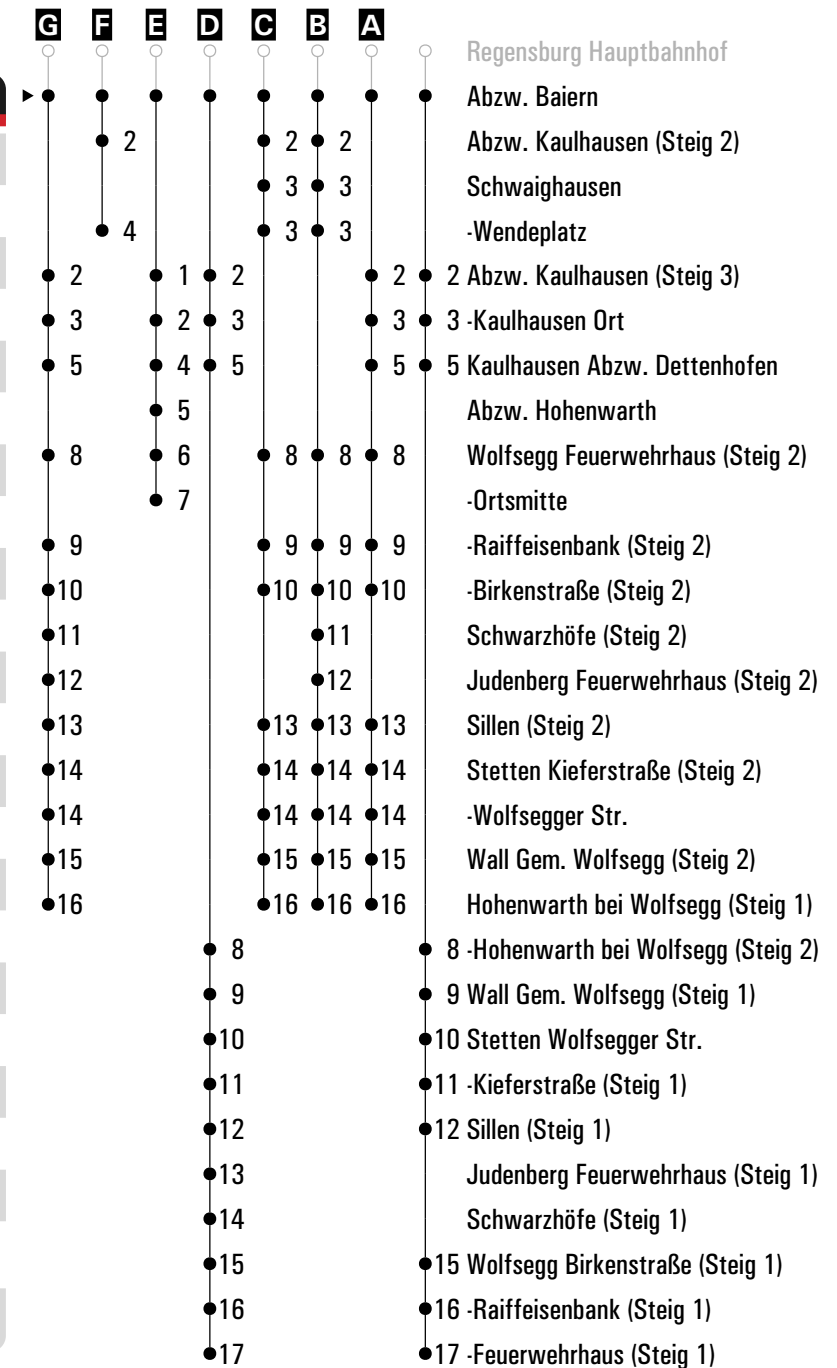 G F E D C B A
Regensburg Hauptbahnhof
Abzw. Baiern
2 2 2 Abzw. Kaulhausen (Steig 2)
3 3 Schwaighausen
4 3 3 -Wendeplatz
2 1 2 2 2 Abzw. Kaulhausen (Steig 3)
3 2 3 3 3 -Kaulhausen Ort
5 4 5 5 5 Kaulhausen Abzw. Dettenhofen
5 Abzw. Hohenwarth
8 6 8 8 8 Wolfsegg Feuerwehrhaus (Steig 2)
7 -Ortsmitte
9 9 9 9 -Raiffeisenbank (Steig 2)
10 10 10 10 -Birkenstraße (Steig 2)
11 11 Schwarzhöfe (Steig 2)
12 12 Judenberg Feuerwehrhaus (Steig 2)
13 13 13 13 Sillen (Steig 2)
14 14 14 14 Stetten Kieferstraße (Steig 2)
14 14 14 14 -Wolfsegger Str.
15 15 15 15 Wall Gem. Wolfsegg (Steig 2)
16 16 16 16 Hohenwarth bei Wolfsegg (Steig 1)
8 8 -Hohenwarth bei Wolfsegg (Steig 2)
9 9 Wall Gem. Wolfsegg (Steig 1)
10 10 Stetten Wolfsegger Str.
11 11 -Kieferstraße (Steig 1)
12 12 Sillen (Steig 1)
13 Judenberg Feuerwehrhaus (Steig 1)
14 Schwarzhöfe (Steig 1)
15 15 Wolfsegg Birkenstraße (Steig 1)
16 16 -Raiffeisenbank (Steig 1)
17 17 -Feuerwehrhaus (Steig 1)